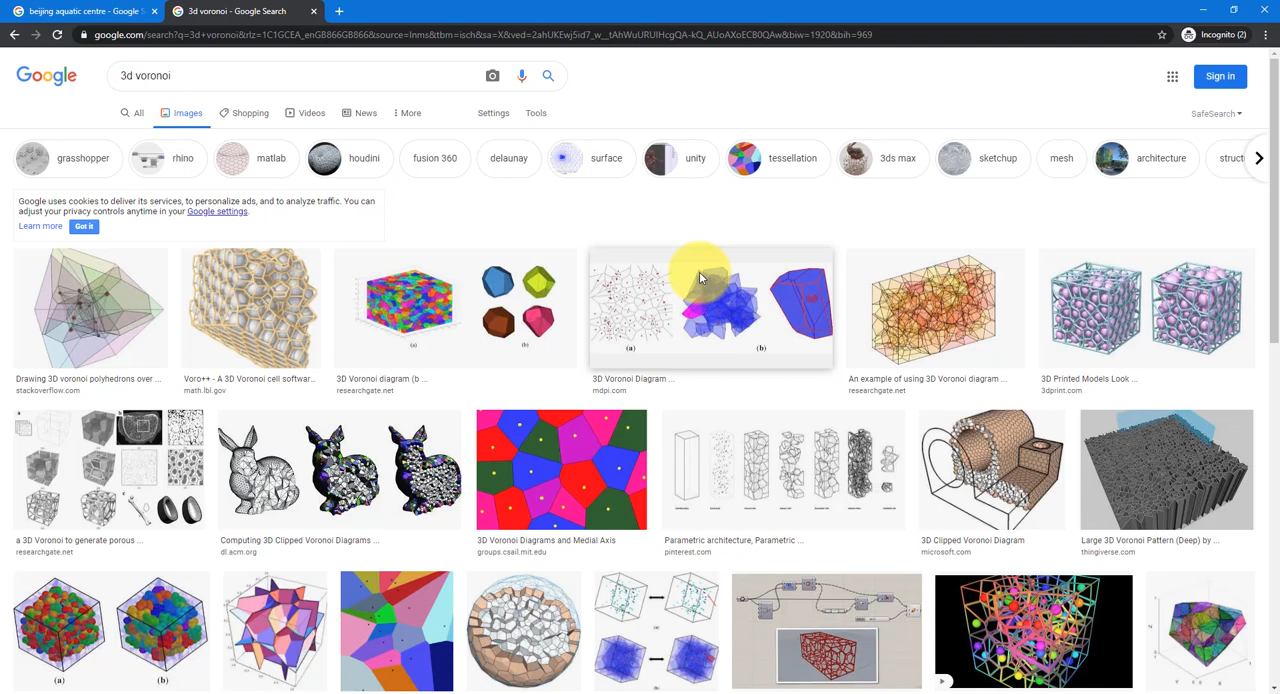 beijing aquatic centre - Google S
3d voronoi - Google Search
google.com/search?q=3d+voronoi&rlz=1C1GCEA_enGB866GB866&source=lnms&tbm=isch&sa=X&ved=2ahUKEwj5id7_w__tAhWuURUIHcgQA-kQ_AUoAXoECB0QAw&biw=1920&bih=969
Incognito (2)
Google
3d voronoi
Sign in
All
Images
Shopping
Videos
News
More
Settings
Tools
SafeSearch
grasshopper
rhino
matlab
houdini
fusion 360
delaunay
surface
unity
tessellation
3ds max
sketchup
mesh
architecture
struct
Google uses cookies to deliver its services, to personalize ads, and to analyze traffic. You can
adjust your privacy controls anytime in your Google settings.
Learn more
Got it
(a)
(b)
(a)
(b)
Drawing 3D voronoi polyhedrons over ...
stackoverflow.com
Voro++ - A 3D Voronoi cell softwar...
math.lbl.gov
3D Voronoi diagram (b ...
researchgate.net
3D Voronoi Diagram ...
mdpi.com
An example of using 3D Voronoi diagram ...
researchgate.net
3D Printed Models Look ...
3dprint.com
a 3D Voronoi to generate porous ...
researchgate.net
Computing 3D Clipped Voronoi Diagrams ...
dl.acm.org
3D Voronoi Diagrams and Medial Axis
groups.csail.mit.edu
Parametric architecture, Parametric ...
pinterest.com
3D Clipped Voronoi Diagram
microsoft.com
Large 3D Voronoi Pattern (Deep) by ...
thingiverse.com
(a)
(b)